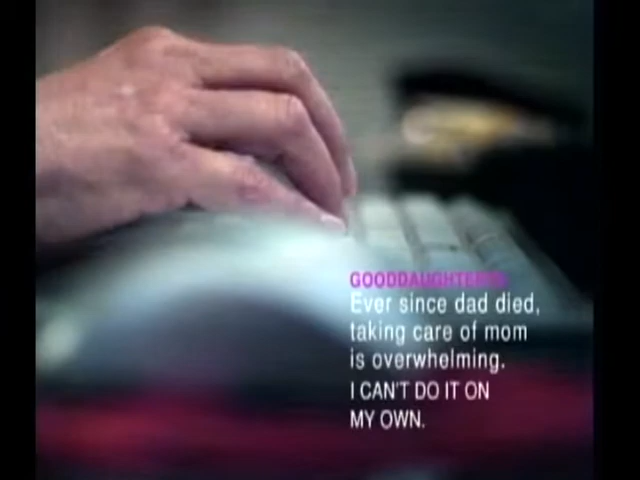 Ever since dad died,
taking care of mom
is overwhelming.
I CAN'T DO IT ON
MY OWN.